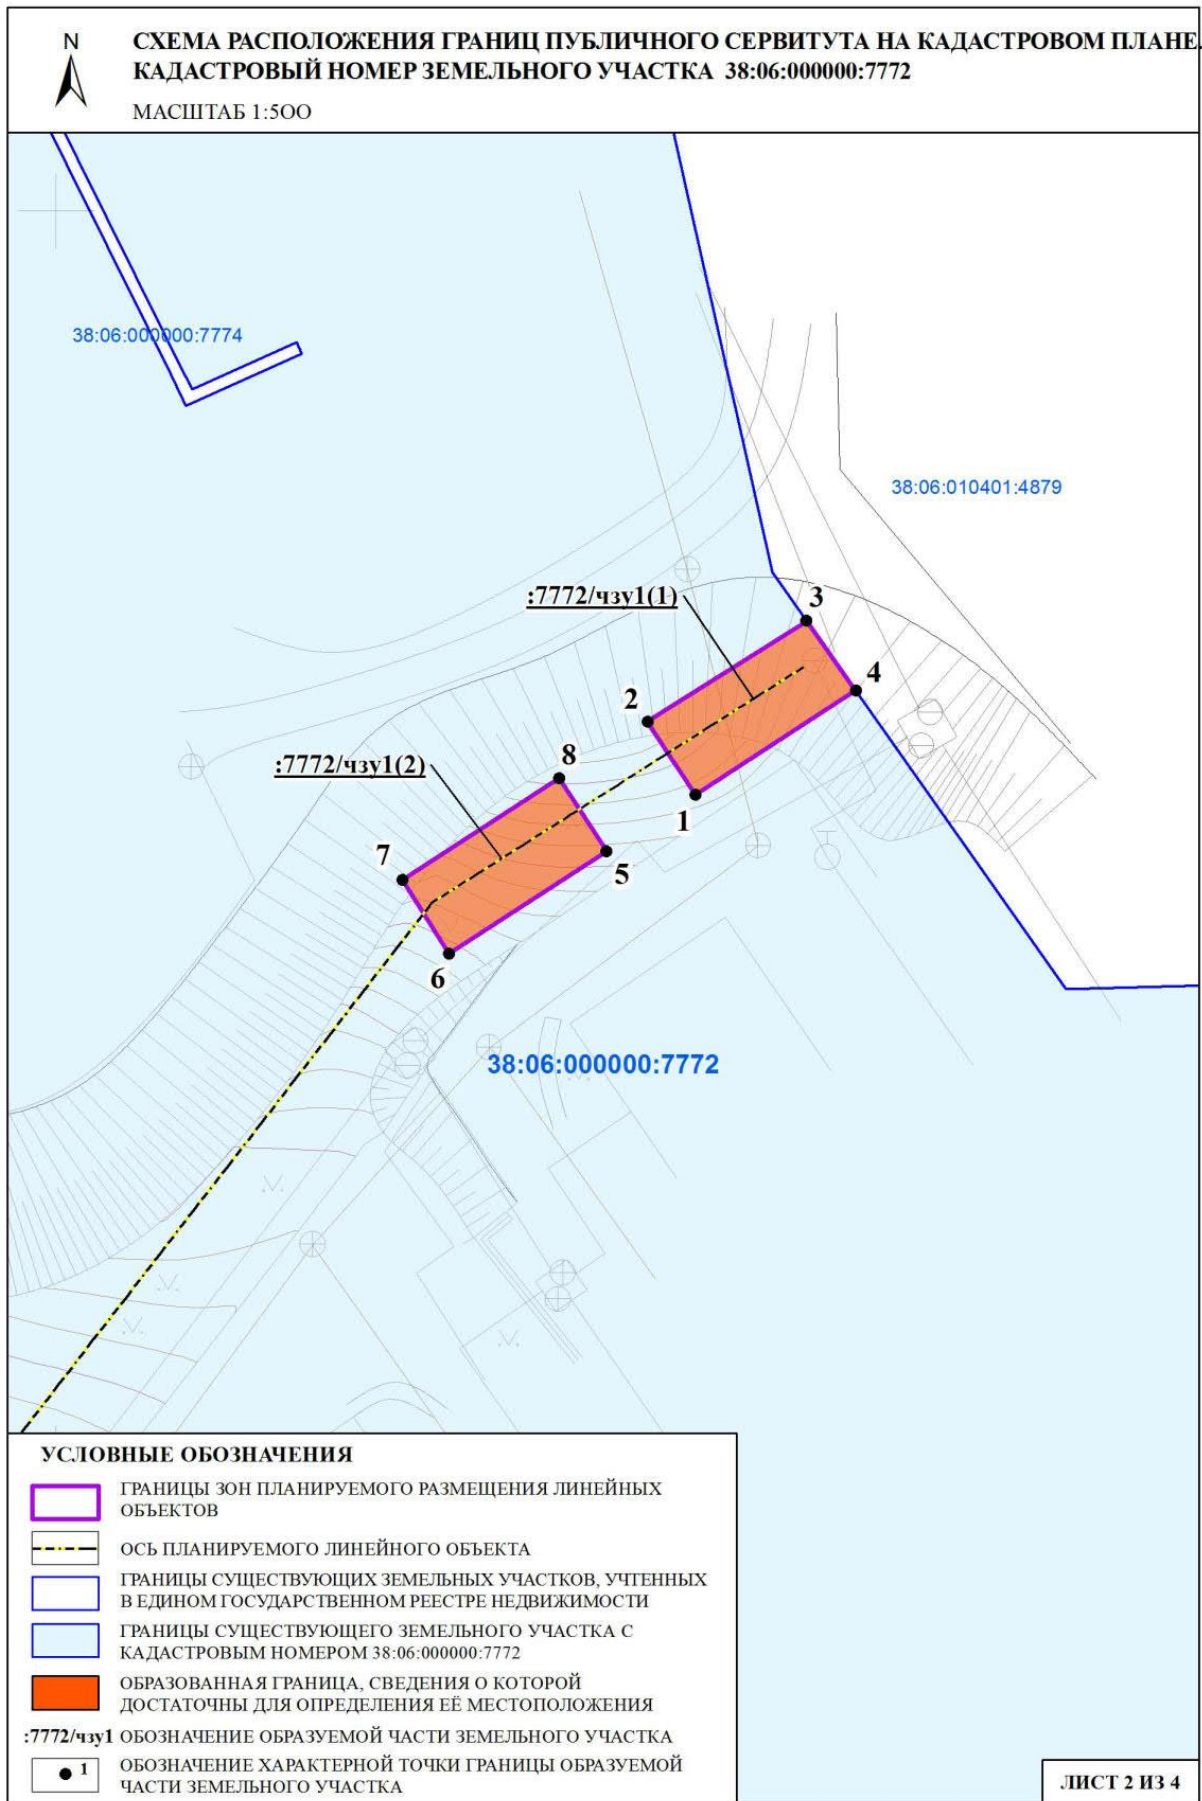 N
СХЕМА РАСПОЛОЖЕНИЯ ГРАНИЦ ПУБЛИЧНОГО СЕРВИТУТА НА КАДАСТРОВОМ ПЛАНЕ.
КАДАСТРОВЫЙ НОМЕР ЗЕМЕЛЬНОГО УЧАСТКА 38:06:000000:7772
МАСШТАБ 1:5ОО
38:06:000000:7774
38:06:010401:4879
:7772/чзу1(1)
3
4
2
:7772/чзу1(2)
8
1
7
5
6
38:06:000000:7772
УСЛОВНЫЕ ОБОЗНАЧЕНИЯ
ГРАНИЦЫ ЗОН ПЛАНИРУЕМОГО РАЗМЕЩЕНИЯ ЛИНЕЙНЫХ
ОБЪЕКТОВ
ОСЬ ПЛАНИРУЕМОГО ЛИНЕЙНОГО ОБЪЕКТА
ГРАНИЦЫ СУЩЕСТВУЮЩИХ ЗЕМЕЛЬНЫХ УЧАСТКОВ, УЧТЕННЫХ
В ЕДИНОМ ГОСУДАРСТВЕННОМ РЕЕСТРЕ НЕДВИЖИМОСТИ
ГРАНИЦЫ СУЩЕСТВУЮЩЕГО ЗЕМЕЛЬНОГО УЧАСТКА С
КАДАСТРОВЫМ НОМЕРОМ 38:06:000000:7772
ОБРАЗОВАННАЯ ГРАНИЦА, СВЕДЕНИЯ О КОТОРОЙ
ДОСТАТОЧНЫ ДЛЯ ОПРЕДЕЛЕНИЯ ЕЁ МЕСТОПОЛОЖЕНИЯ
:7772/чзу1 ОБОЗНАЧЕНИЕ ОБРАЗУЕМОЙ ЧАСТИ ЗЕМЕЛЬНОГО УЧАСТКА
1 ОБОЗНАЧЕНИЕ ХАРАКТЕРНОЙ ТОЧКИ ГРАНИЦЫ ОБРАЗУЕМОЙ
ЧАСТИ ЗЕМЕЛЬНОГО УЧАСТКА
ЛИСТ 2 ИЗ 4